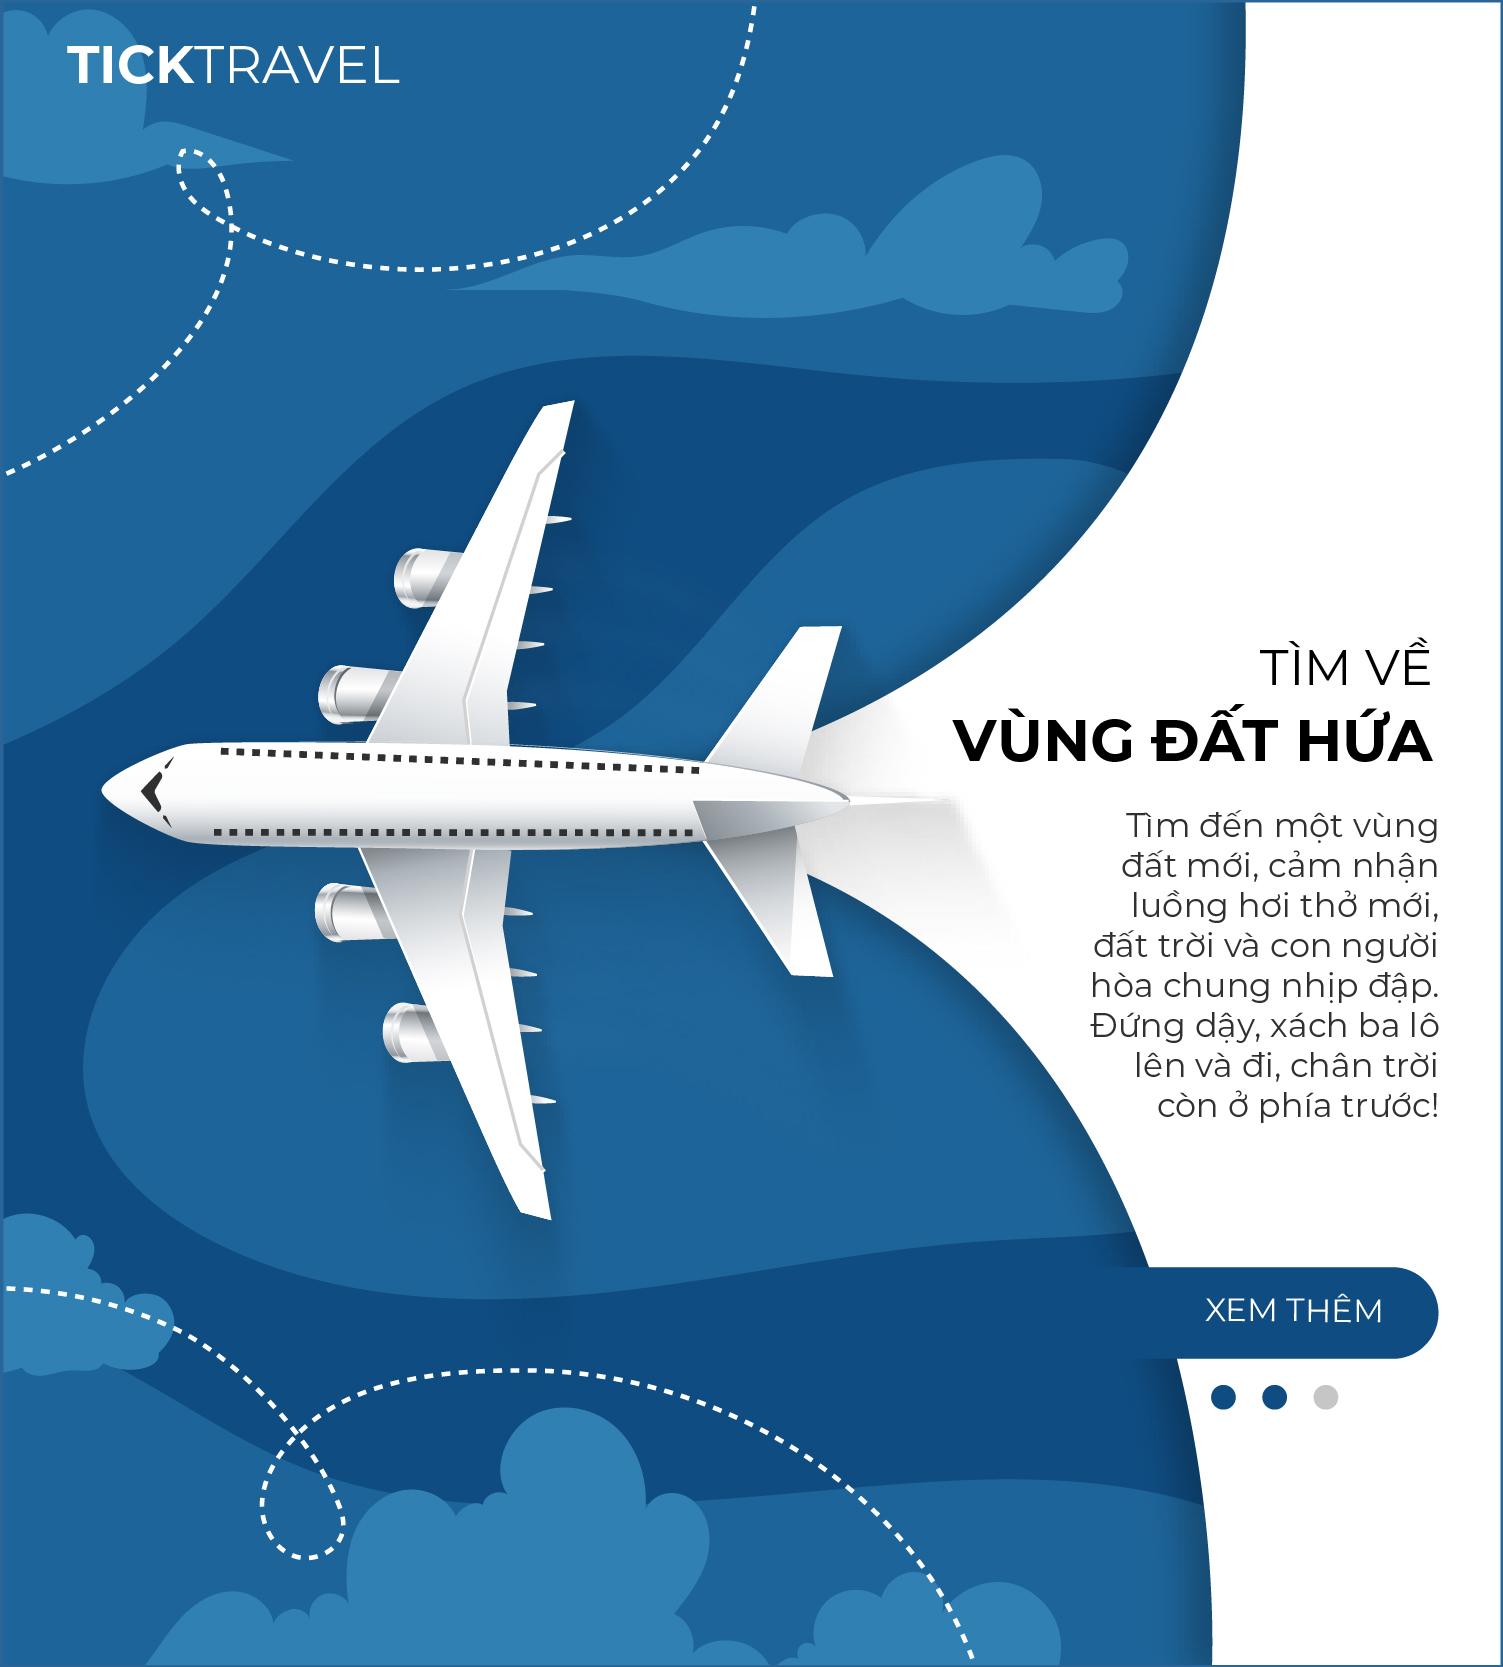 TICKTRAVEL
TÌM VỀ
VÙNG ĐẤT HỨA
Tìm đến một vùng
đất mới, cảm nhận
luồng hơi thở mới,
đất trời và con người
hòa chung nhịp đập.
Đứng dậy, xách ba lô
lên và đi, chân trời
còn ở phía trước!
XEM THÊM